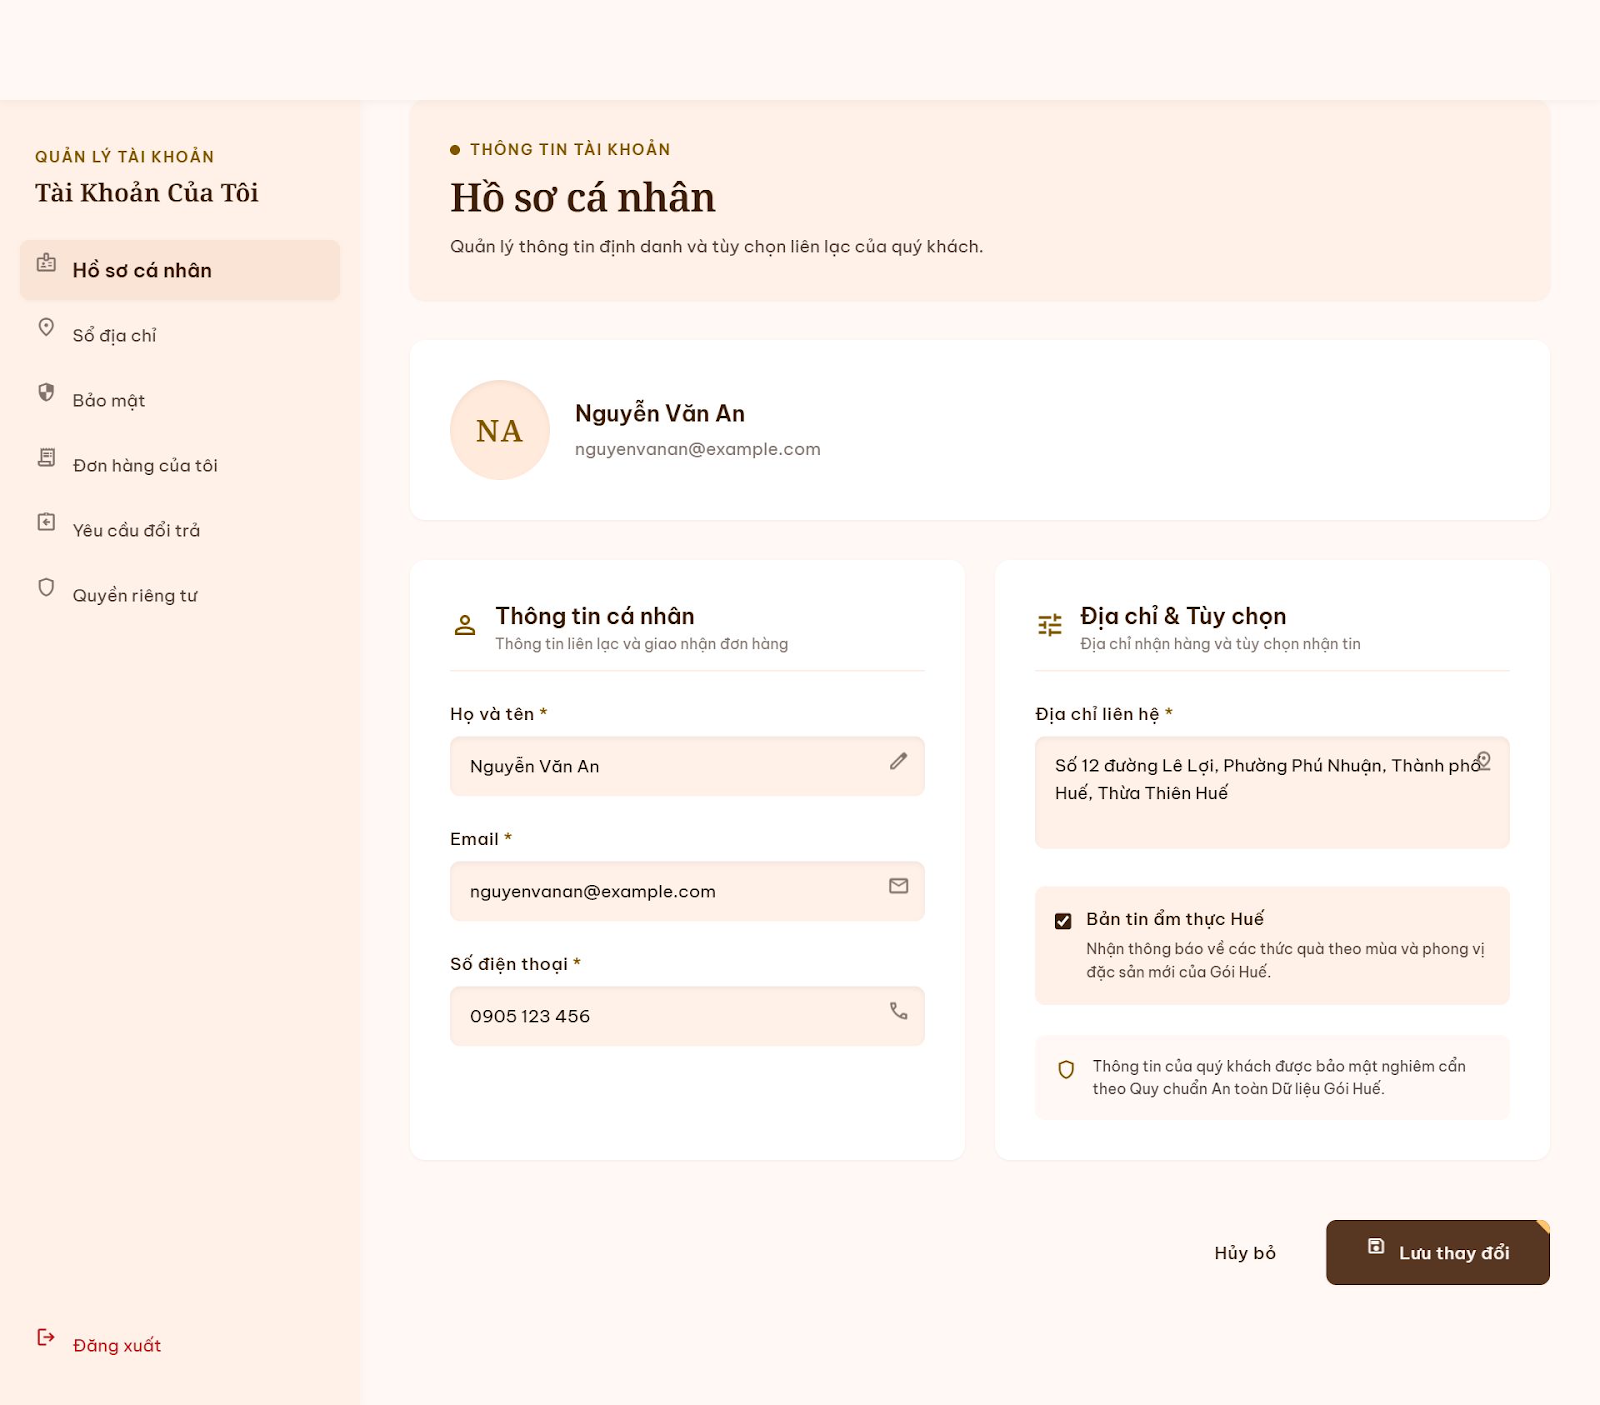 QUẢN LÝ TÀI KHOẢN
Tài Khoản Của Tôi
Hồ sơ cá nhân
Sổ địa chỉ
Bảo mật
Đơn hàng của tôi
Yêu cầu đổi trả
Quyền riêng tư
Đăng xuất
THÔNG TIN TÀI KHOẢN
Hồ sơ cá nhân
Quản lý thông tin định danh và tùy chọn liên lạc của quý khách.
NA
Nguyễn Văn An
nguyenvanan@example.com
Thông tin cá nhân
Thông tin liên lạc và giao nhận đơn hàng
Họ và tên *
Nguyễn Văn An
Email *
nguyenvanan@example.com
Số điện thoại *
0905 123 456
Địa chỉ & Tùy chọn
Địa chỉ nhận hàng và tùy chọn nhận tin
Địa chỉ liên hệ *
Số 12 đường Lê Lợi, Phường Phú Nhuận, Thành phố
Huế, Thừa Thiên Huế
Bản tin ẩm thực Huế
Nhận thông báo về các thức quà theo mùa và phong vị
đặc sản mới của Gói Huế.
Thông tin của quý khách được bảo mật nghiêm cẩn
theo Quy chuẩn An toàn Dữ liệu Gói Huế.
Hủy bỏ
Lưu thay đổi